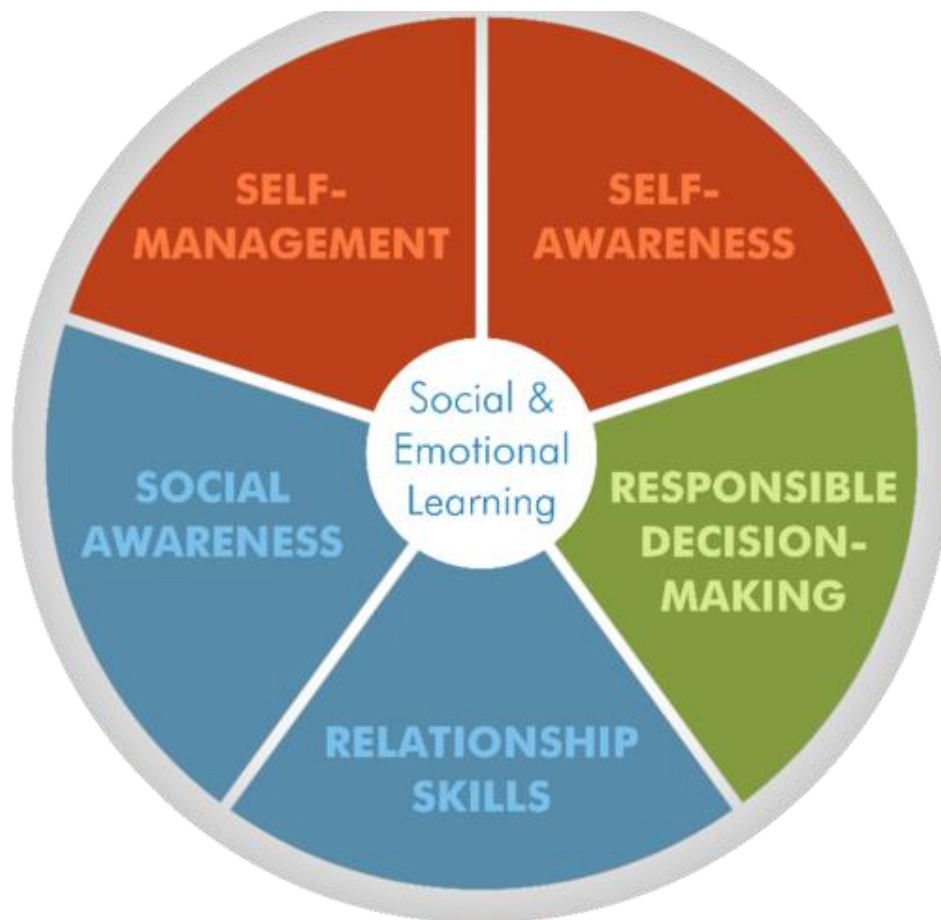 SELF-
MANAGEMENT
SELF-
AWARENESS
Social &
Emotional
Learning
SOCIAL
AWARENESS
RESPONSIBLE
DECISION-
MAKING
RELATIONSHIP
SKILLS